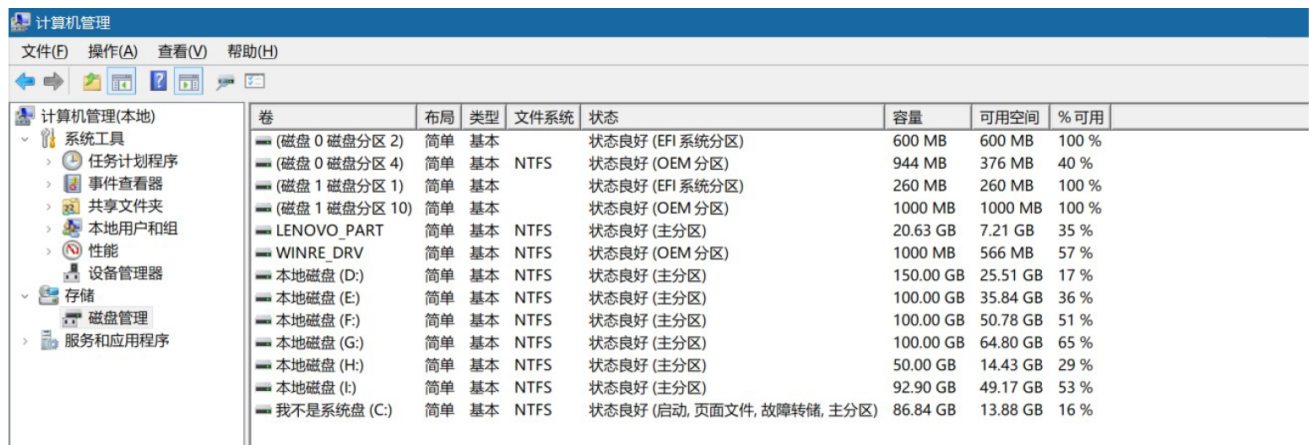 计算机管理
文件(F) 操作(A) 查看(V) 帮助(H)
计算机管理(本地)
系统工具
任务计划程序
事件查看器
共享文件夹
本地用户和组
性能
设备管理器
存储
磁盘管理
服务和应用程序
卷 布局 类型 文件系统 状态 容量 可用空间 % 可用
(磁盘 0 磁盘分区 2) 简单 基本 状态良好 (EFI 系统分区) 600 MB 600 MB 100 %
(磁盘 0 磁盘分区 4) 简单 基本 NTFS 状态良好 (OEM 分区) 944 MB 376 MB 40 %
(磁盘 1 磁盘分区 1) 简单 基本 状态良好 (EFI 系统分区) 260 MB 260 MB 100 %
(磁盘 1 磁盘分区 10) 简单 基本 状态良好 (OEM 分区) 1000 MB 1000 MB 100 %
LENOVO_PART 简单 基本 NTFS 状态良好 (主分区) 20.63 GB 7.21 GB 35 %
WINRE_DRV 简单 基本 NTFS 状态良好 (OEM 分区) 1000 MB 566 MB 57 %
本地磁盘 (D:) 简单 基本 NTFS 状态良好 (主分区) 150.00 GB 25.51 GB 17 %
本地磁盘 (E:) 简单 基本 NTFS 状态良好 (主分区) 100.00 GB 35.84 GB 36 %
本地磁盘 (F:) 简单 基本 NTFS 状态良好 (主分区) 100.00 GB 50.78 GB 51 %
本地磁盘 (G:) 简单 基本 NTFS 状态良好 (主分区) 100.00 GB 64.80 GB 65 %
本地磁盘 (H:) 简单 基本 NTFS 状态良好 (主分区) 50.00 GB 14.43 GB 29 %
本地磁盘 (I:) 简单 基本 NTFS 状态良好 (主分区) 92.90 GB 49.17 GB 53 %
我不是系统盘 (C:) 简单 基本 NTFS 状态良好 (启动, 页面文件, 故障转储, 主分区) 86.84 GB 13.88 GB 16 %